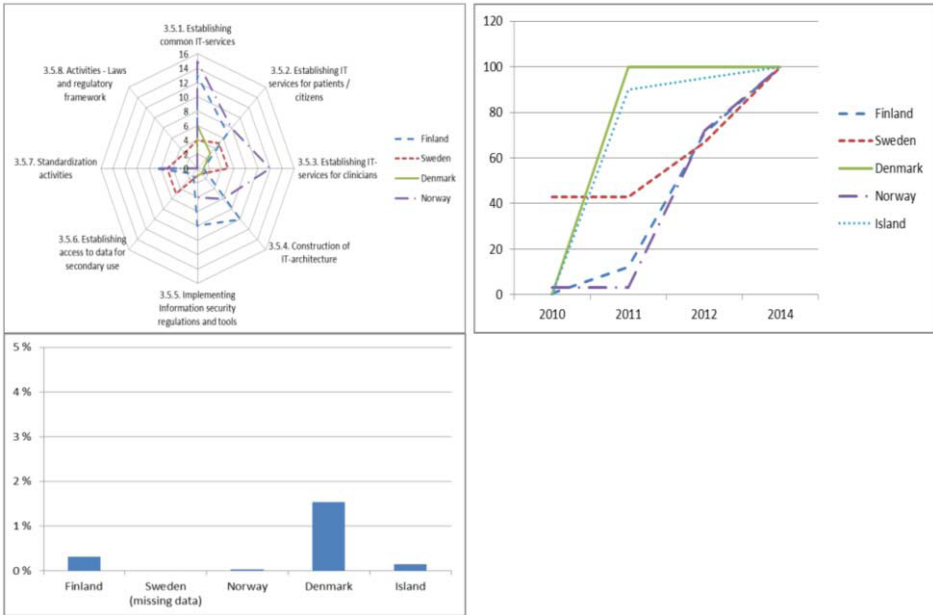 3.5.1. Establishing
common IT-services
3.5.8. Activities - Laws
and regulatory
framework
3.5.2. Establishing IT
services for patients /
citizens
3.5.7. Standardization
activities
3.5.3. Establishing IT-
services for clinicians
3.5.6. Establishing
access to data for
secondary use
3.5.4. Construction of
IT-architecture
3.5.5. Implementing
Information security
regulations and tools
16
14
12
10
8
6
4
2
0
Finland
Sweden
Denmark
Norway
120
100
80
60
40
20
0
2010 2011 2012 2014
Finland
Sweden
Denmark
Norway
Island
5 %
4 %
3 %
2 %
1 %
0 %
Finland Sweden Norway Denmark Island
(missing data)